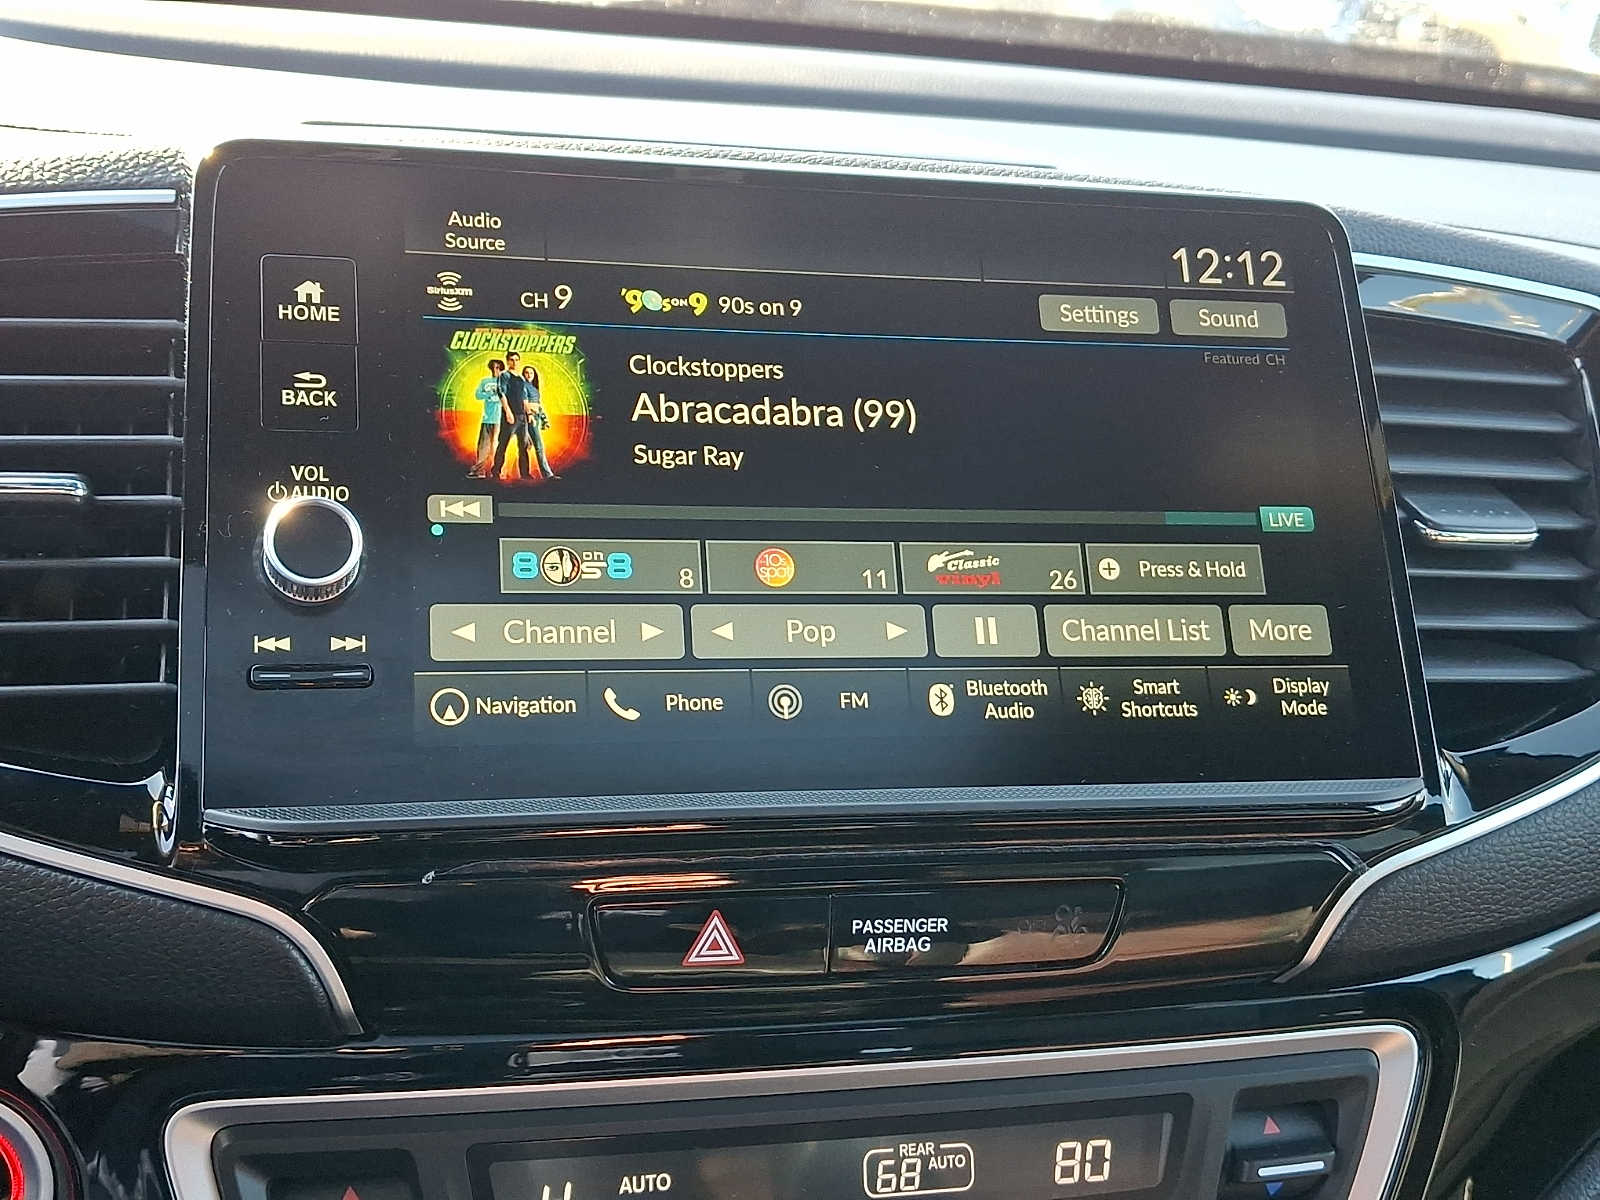 Audio
Source
12:12
HOME
SiriusXM
CH 9
'90s ON 9
90s on 9
Settings
Sound
Featured CH
CLOCKSTOPPERS
Clockstoppers
Abracadabra (99)
Sugar Ray
BACK
VOL
AUDIO
LIVE
80s on 8
8
10s
spot
11
Classic
Vinyl
26
Press & Hold
Channel
Pop
Channel List
More
Navigation
Phone
FM
Bluetooth
Audio
Smart
Shortcuts
Display
Mode
PASSENGER
AIRBAG
AUTO
REAR
68 AUTO
80